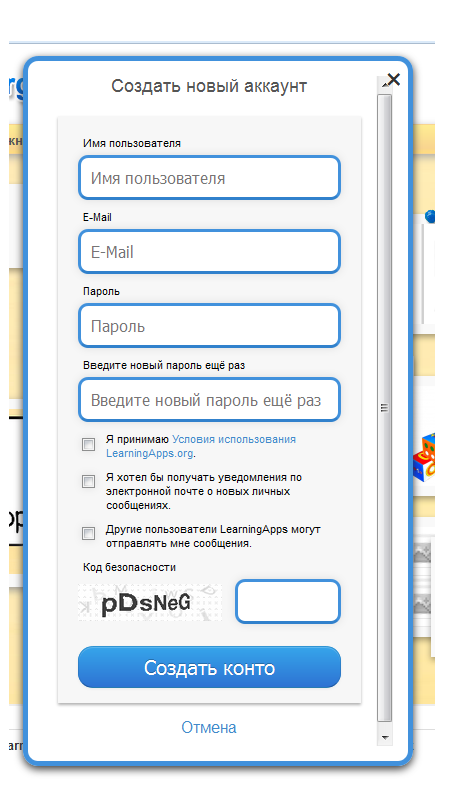 Создать новый аккаунт
Имя пользователя
Имя пользователя
E-Mail
E-Mail
Пароль
Пароль
Введите новый пароль ещё раз
Введите новый пароль ещё раз
Я принимаю Условия использования
LearningApps.org.
Я хотел бы получать уведомления по
электронной почте о новых личных
сообщениях.
Другие пользователи LearningApps могут
отправлять мне сообщения.
Код безопасности
pDsNeG
Создать конто
Отмена